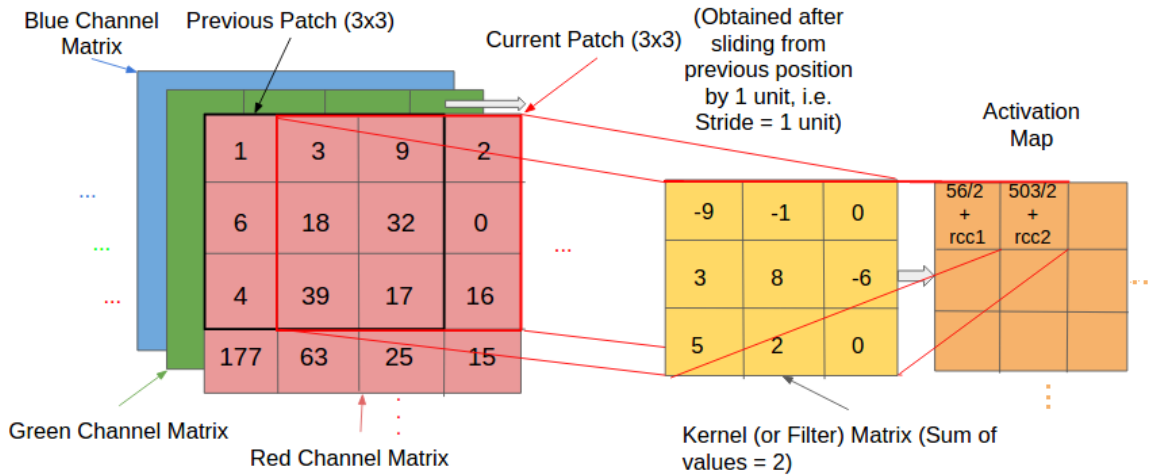 Blue Channel
Matrix
Previous Patch (3x3)
Current Patch (3x3)
(Obtained after
sliding from
previous position
by 1 unit, i.e.
Stride = 1 unit)
Activation
Map
1 3 9 2
6 18 32 0
4 39 17 16
177 63 25 15
...
...
...
...
...
-9 -1 0
3 8 -6
5 2 0
56/2 503/2
+ +
rcc1 rcc2
...
...
Green Channel Matrix
Red Channel Matrix
Kernel (or Filter) Matrix (Sum of
values = 2)